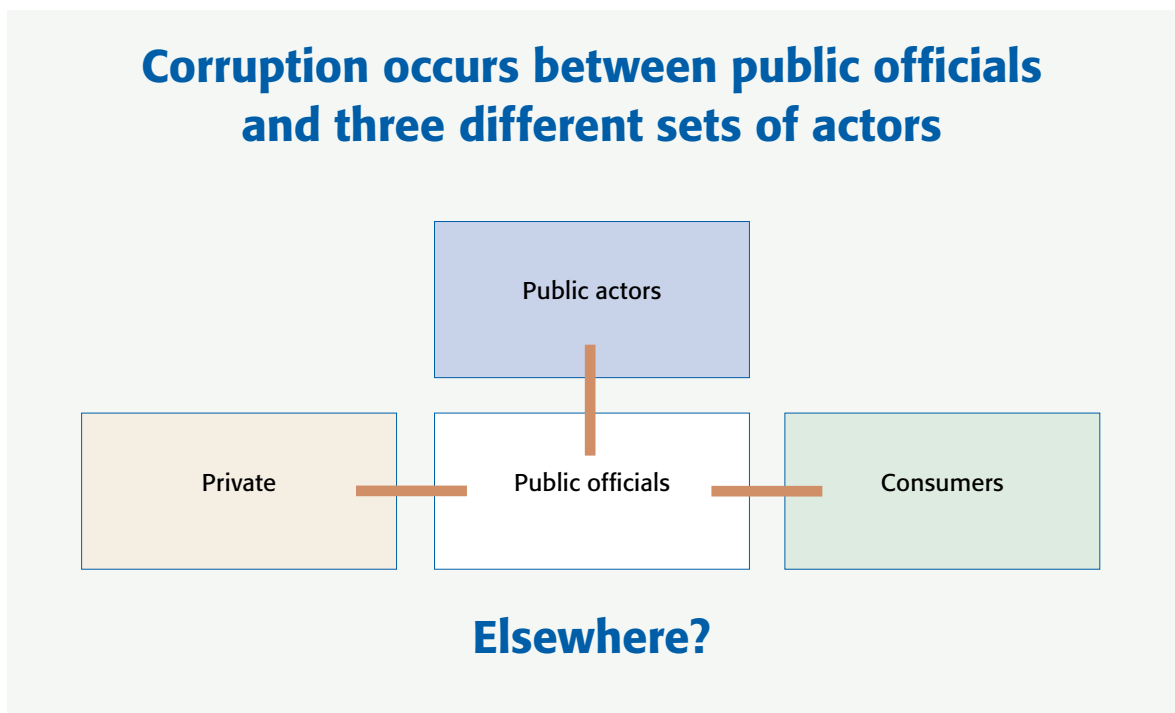 Corruption occurs between public officials
and three different sets of actors
Public actors
Private
Public officials
Consumers
Elsewhere?